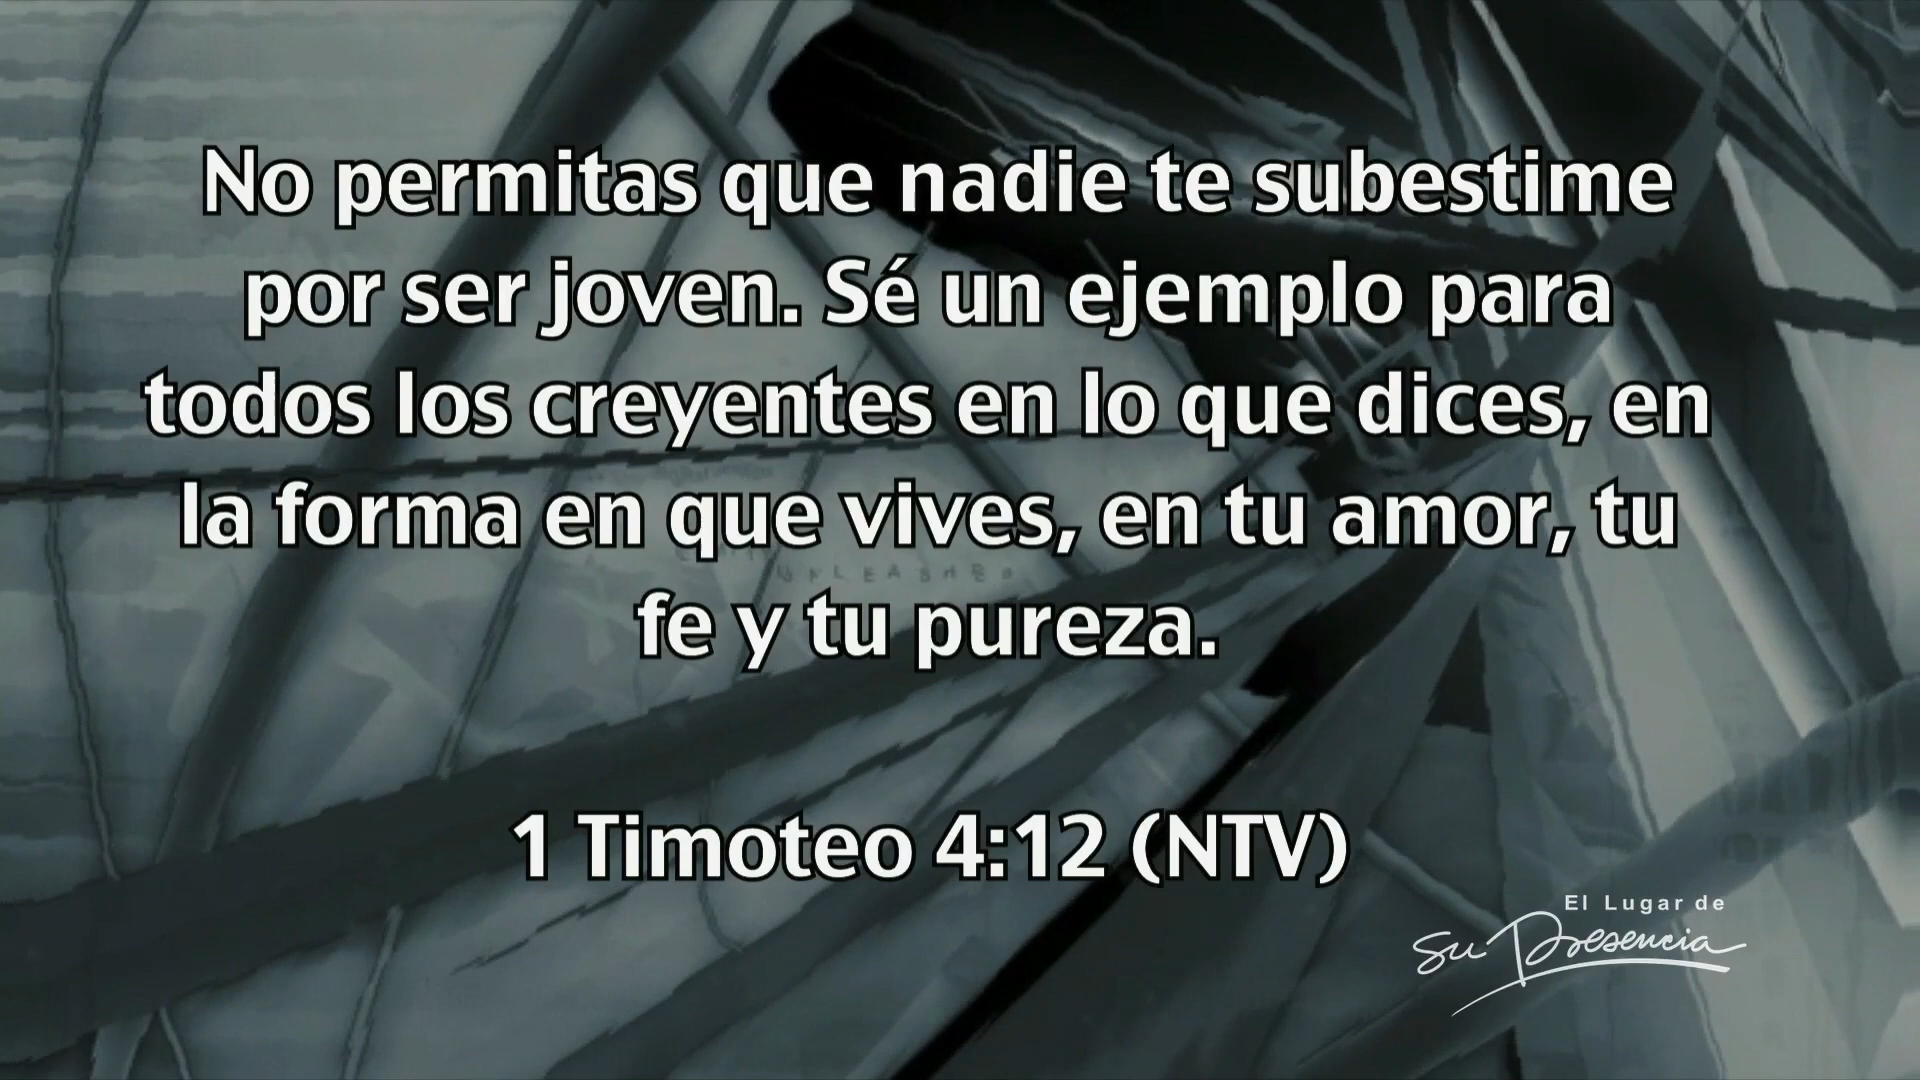 No permitas que nadie te subestime
por ser joven. Sé un ejemplo para
todos los creyentes en lo que dices, en
la forma en que vives, en tu amor, tu
fe y tu pureza.
1 Timoteo 4:12 (NTV)
El Lugar de
Su Presencia